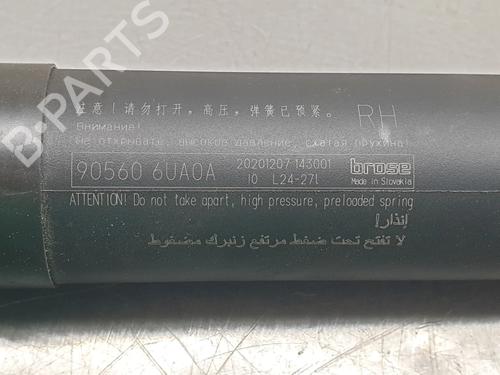 注意！请勿打开，高压，弹簧已预紧。 RH
Внимание!
Не открывать, высокое давление, сжатая пружина!
90560 6UA0A 20201207 143001 brose
10 L24-271 Made in Slovakia
ATTENTION! Do not take apart, high pressure, preloaded spring
إنذار!
لا تفتح تحت ضغط مرتفع زنبرك مضغوط
B-PARTS